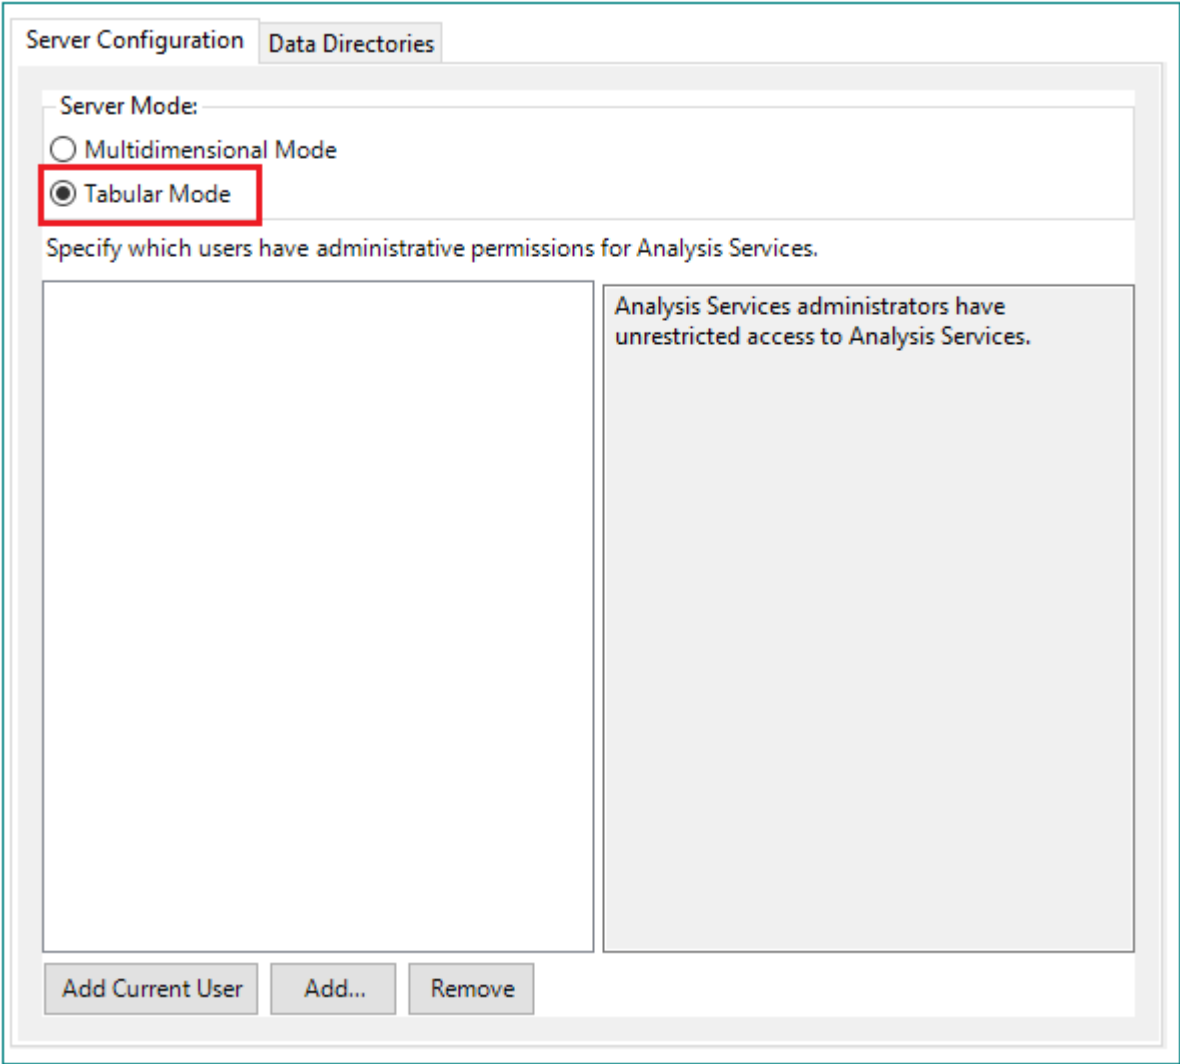 Server Configuration
Data Directories
Server Mode:
Multidimensional Mode
Tabular Mode
Specify which users have administrative permissions for Analysis Services.
Analysis Services administrators have
unrestricted access to Analysis Services.
Add Current User
Add...
Remove